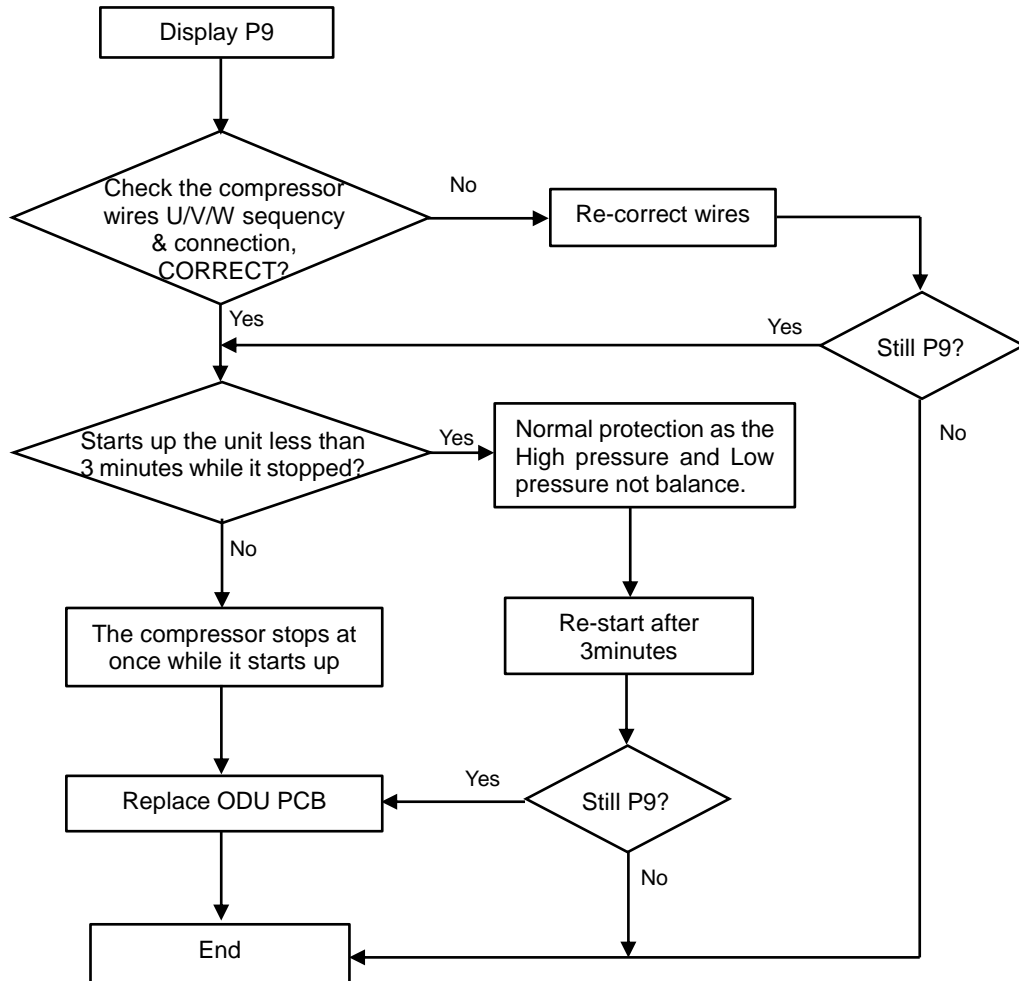 Display P9
Check the compressor
wires U/V/W sequency
& connection,
CORRECT?
No
Re-correct wires
Yes
Yes
Still P9?
No
Starts up the unit less than
3 minutes while it stopped?
Yes
Normal protection as the
High pressure and Low
pressure not balance.
No
The compressor stops at
once while it starts up
Re-start after
3minutes
Replace ODU PCB
Yes
Still P9?
No
End